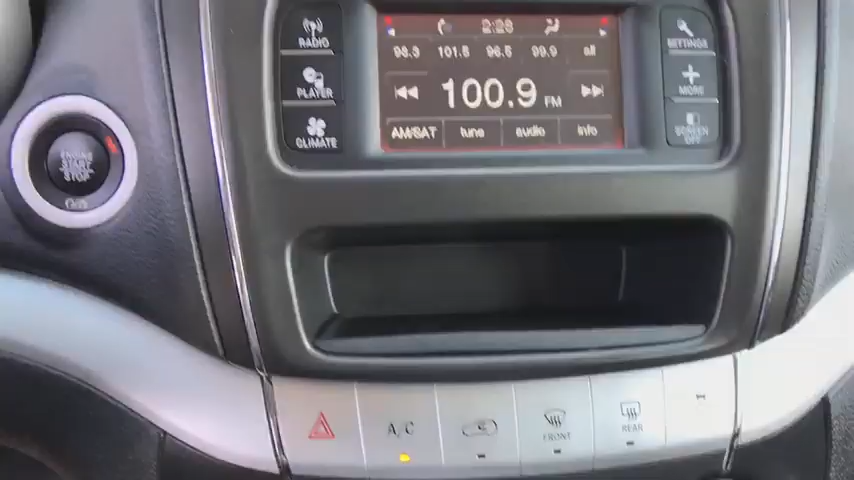 RADIO
PLAYER
CLIMATE
2:28
98.3 101.5 96.5 99.9 all
100.9 FM
AM/SAT tune audio info
SETTINGS
MORE
SCREEN
OFF
ENGINE
START
STOP
A/C
FRONT
REAR